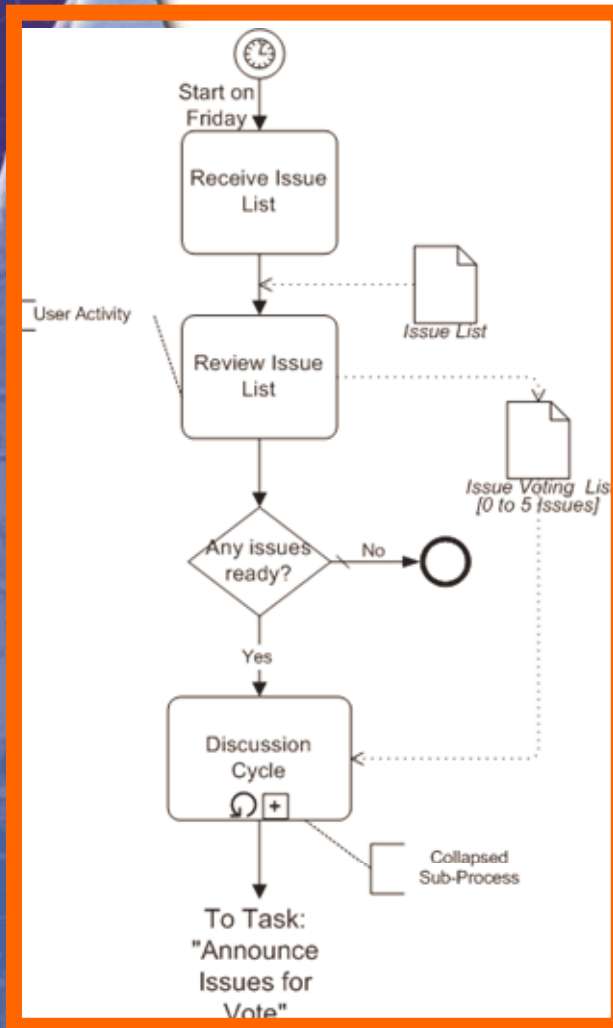 Start on
Friday
Receive Issue
List
Issue List
User Activity
Review Issue
List
Issue Voting Lis
[0 to 5 Issues]
Any issues
ready?
No
Yes
Discussion
Cycle
+
Collapsed
Sub-Process
To Task:
"Announce
Issues for
Vote"